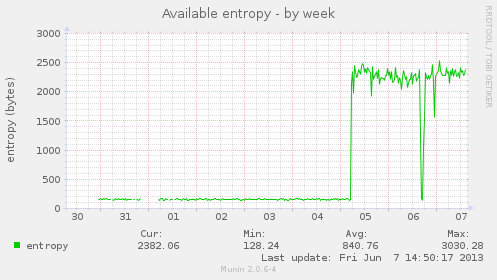 Available entropy - by week
RRDTOOL / TOBI OETIKER
entropy (bytes)
3000
2500
2000
1500
1000
500
0
30 31 01 02 03 04 05 06 07
Cur: Min: Avg: Max:
entropy 2382.06 128.24 840.76 3030.28
Last update: Fri Jun 7 14:50:17 2013
Munin 2.0.6-4